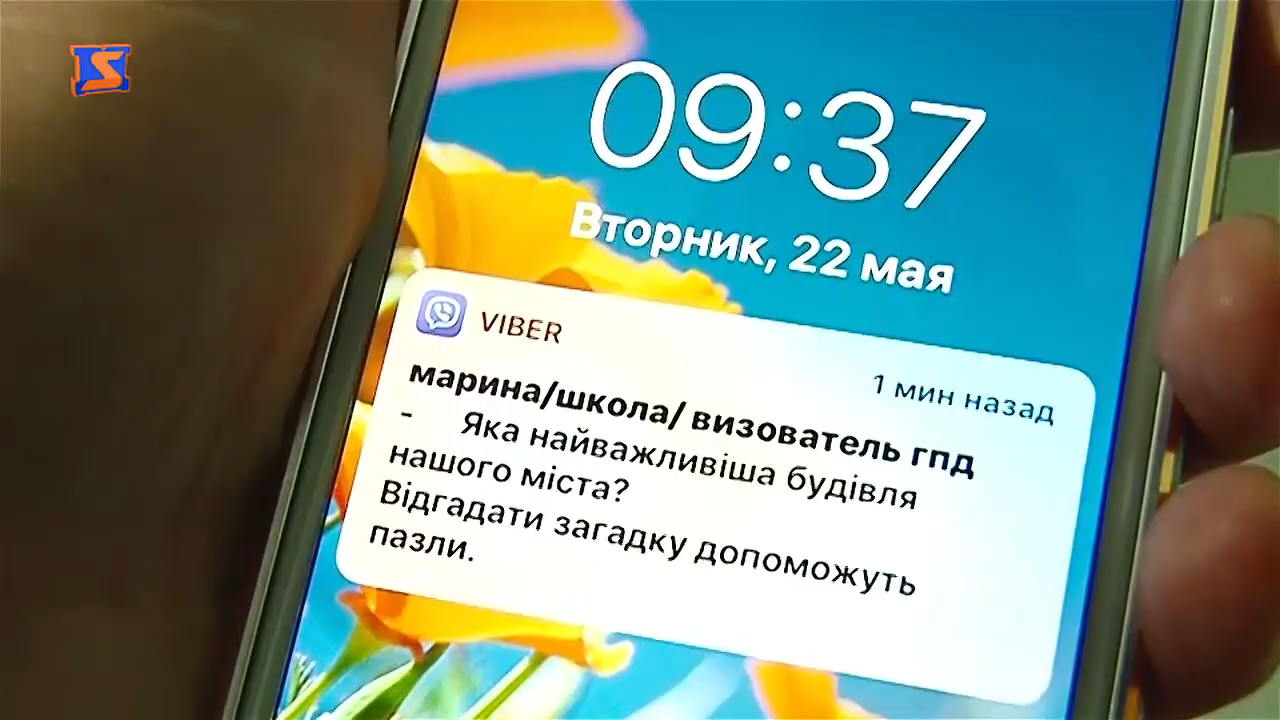 09:37
Вторник, 22 мая
VIBER
1 мин назад
марина/школа/ визователь гпд
- Яка найважливіша будівля
нашого міста?
Відгадати загадку допоможуть
пазли.